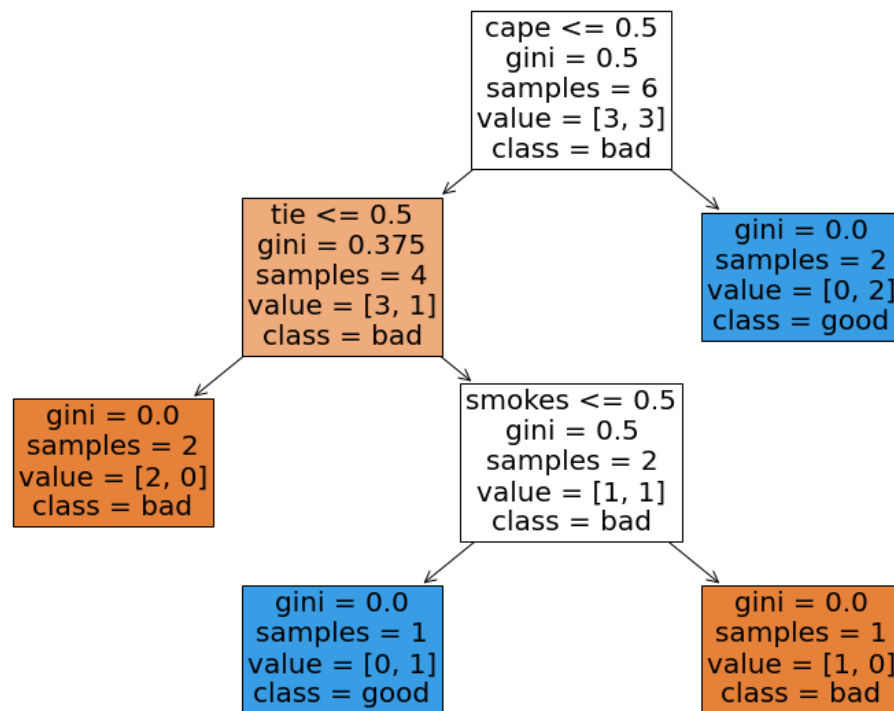 cape <= 0.5
gini = 0.5
samples = 6
value = [3, 3]
class = bad
tie <= 0.5
gini = 0.375
samples = 4
value = [3, 1]
class = bad
gini = 0.0
samples = 2
value = [0, 2]
class = good
gini = 0.0
samples = 2
value = [2, 0]
class = bad
smokes <= 0.5
gini = 0.5
samples = 2
value = [1, 1]
class = bad
gini = 0.0
samples = 1
value = [0, 1]
class = good
gini = 0.0
samples = 1
value = [1, 0]
class = bad